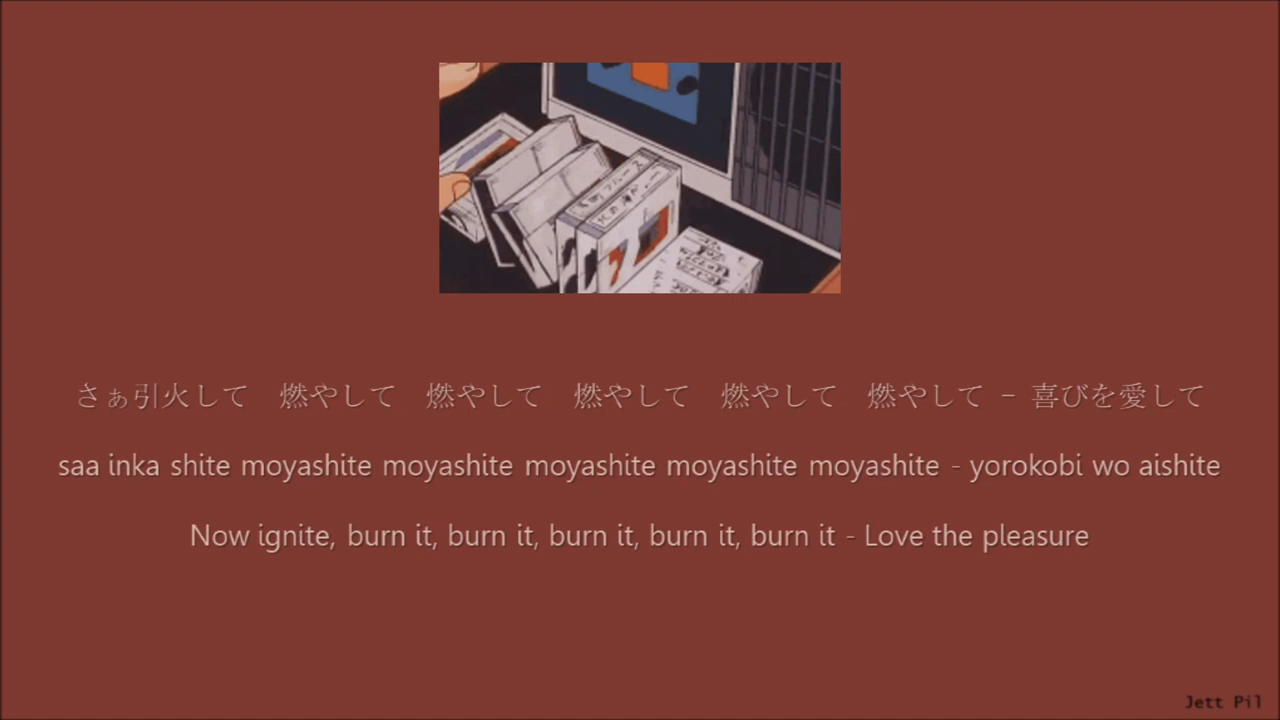 さぁ引火して　燃やして　燃やして　燃やして　燃やして　燃やして － 喜びを愛して
saa inka shite moyashite moyashite moyashite moyashite moyashite - yorokobi wo aishite
Now ignite, burn it, burn it, burn it, burn it, burn it - Love the pleasure
Jett Pil